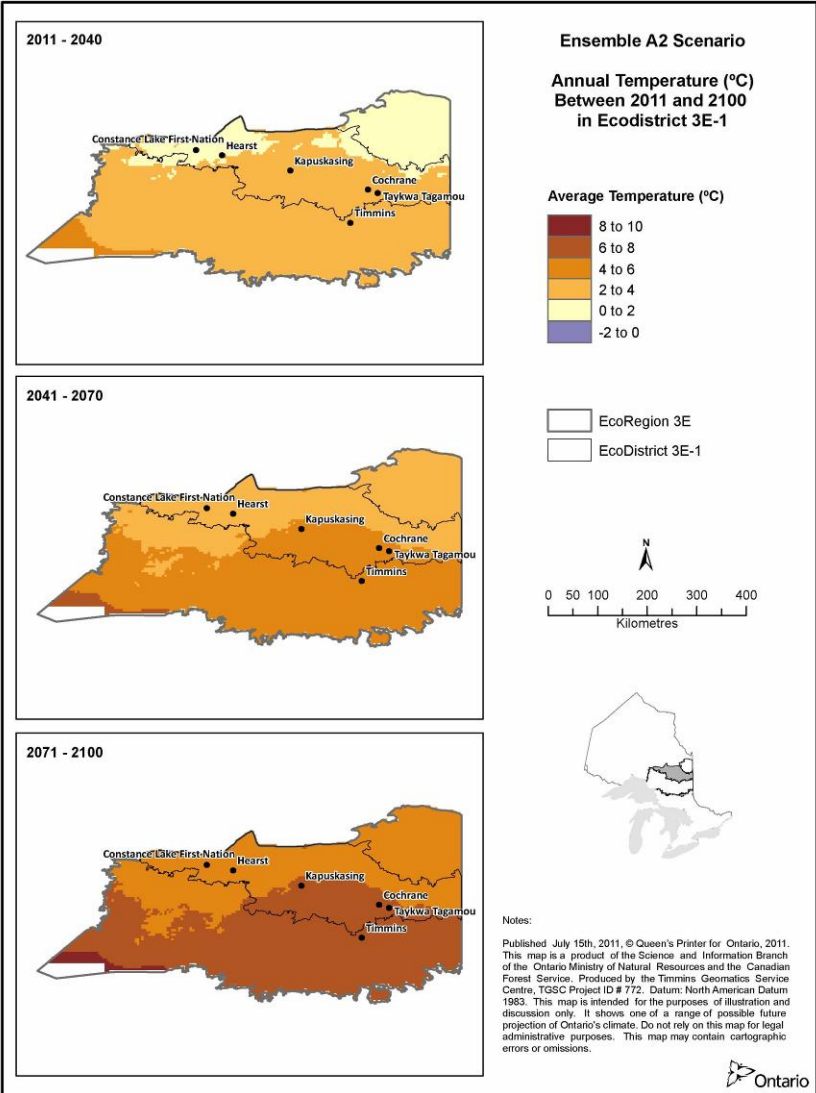 2011 - 2040
Constance Lake First-Nation
Hearst
Kapuskasing
Cochrane
Taykwa Tagamou
Timmins
2041 - 2070
Constance Lake First-Nation
Hearst
Kapuskasing
Cochrane
Taykwa Tagamou
Timmins
2071 - 2100
Constance Lake First-Nation
Hearst
Kapuskasing
Cochrane
Taykwa Tagamou
Timmins
Ensemble A2 Scenario
Annual Temperature (ºC)
Between 2011 and 2100
in Ecodistrict 3E-1
Average Temperature (ºC)
8 to 10
6 to 8
4 to 6
2 to 4
0 to 2
-2 to 0
EcoRegion 3E
EcoDistrict 3E-1
N
0 50 100 200 300 400
Kilometres
Notes:
Published July 15th, 2011, © Queen's Printer for Ontario, 2011.
This map is a product of the Science and Information Branch
of the Ontario Ministry of Natural Resources and the Canadian
Forest Service. Produced by the Timmins Geomatics Service
Centre, TGSC Project ID # 772. Datum: North American Datum
1983. This map is intended for the purposes of illustration and
discussion only. It shows one of a range of possible future
projection of Ontario's climate. Do not rely on this map for legal
administrative purposes. This map may contain cartographic
errors or omissions.
Ontario